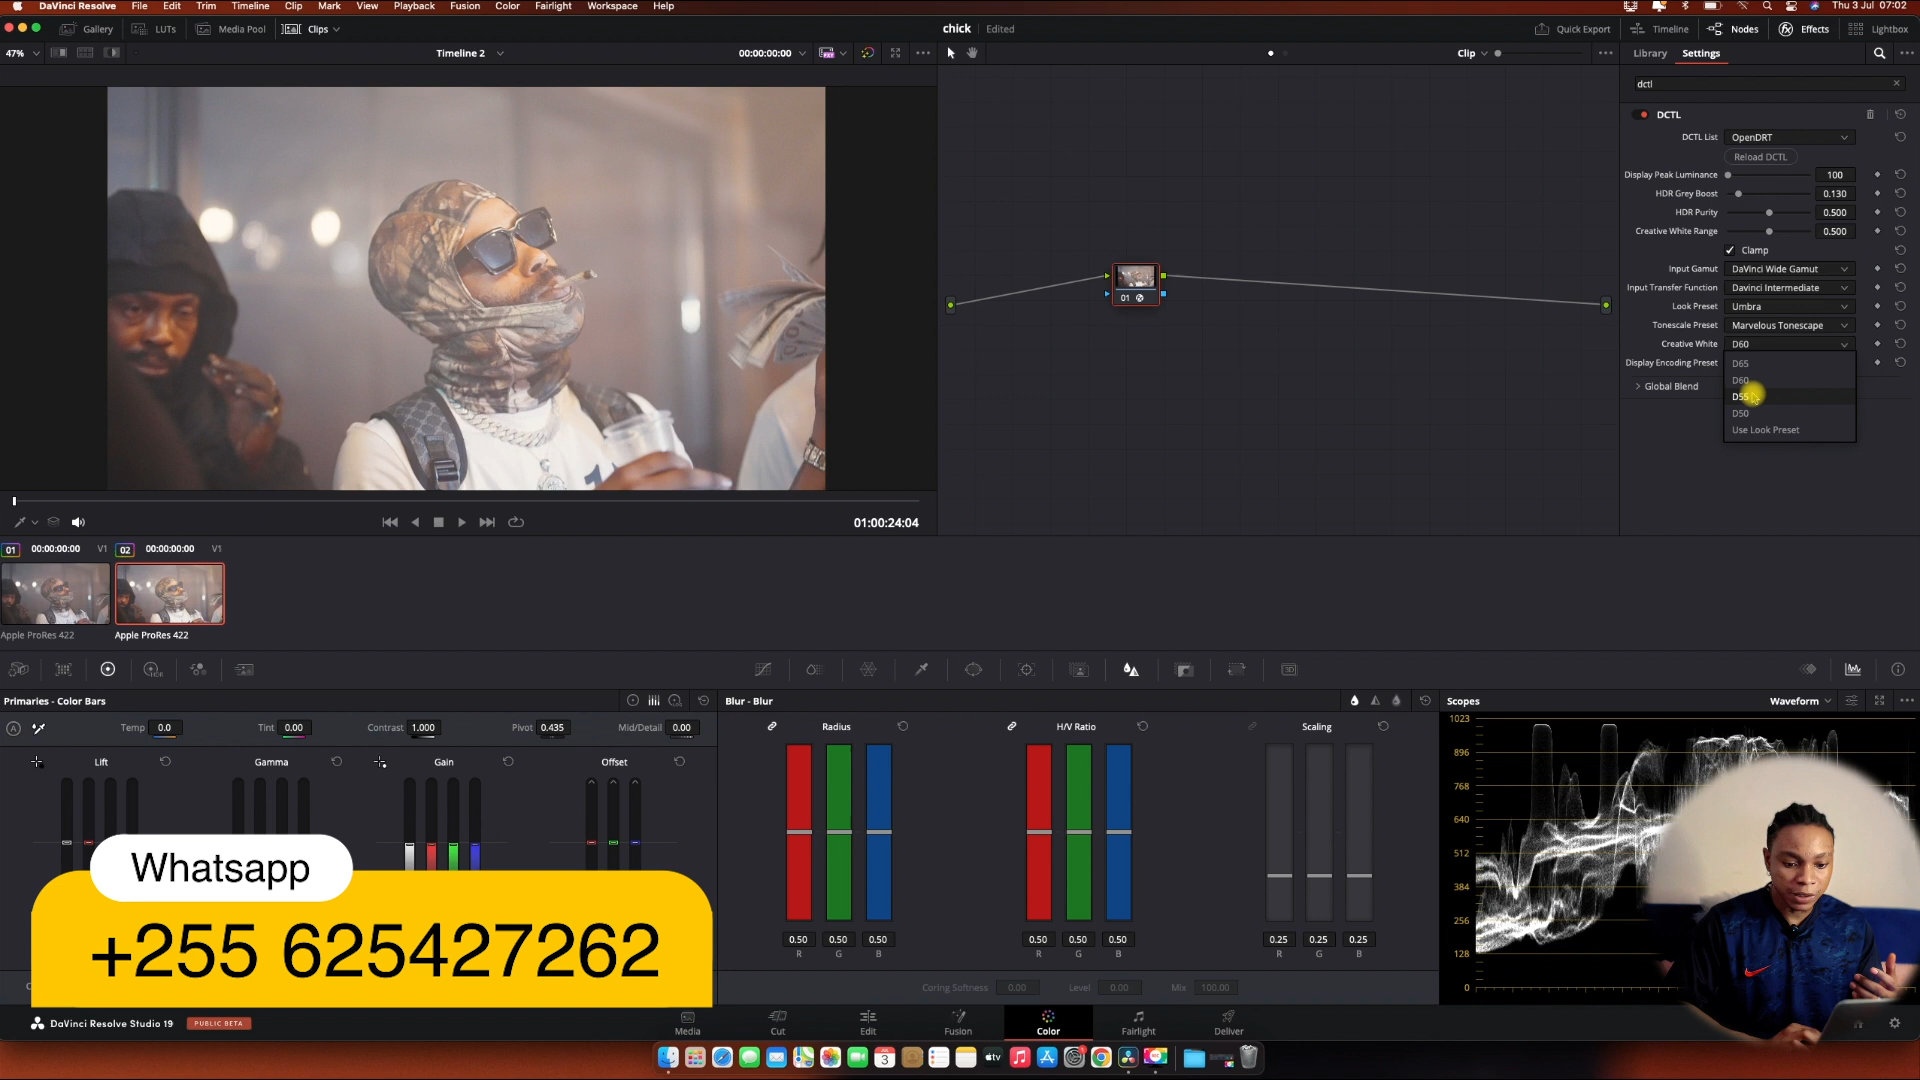 DaVinci Resolve File Edit Trim Timeline Clip Mark View Playback Fusion Color Fairlight Workspace Help Thu 3 Jul 07:02
Gallery LUTs Media Pool Clips chick Edited Quick Export Timeline Nodes Effects Lightbox
47% Timeline 2 00:00:00:00 Clip Library Settings
dctl
DCTL
DCTL List OpenDRT
Reload DCTL
Display Peak Luminance 100
HDR Grey Boost 0.130
HDR Purity 0.500
Creative White Range 0.500
Clamp
Input Gamut DaVinci Wide Gamut
Input Transfer Function Davinci Intermediate
Look Preset Umbra
Tonescale Preset Marvelous Tonescape
Creative White D60
Display Encoding Preset
D65
D60
D55
D50
Use Look Preset
Global Blend
01
01:00:24:04
01 00:00:00:00 V1 02 00:00:00:00 V1
Apple ProRes 422 Apple ProRes 422
Primaries - Color Bars Blur - Blur Scopes Waveform
Temp 0.0 Tint 0.00 Contrast 1.000 Pivot 0.435 Mid/Detail 0.00
Radius H/V Ratio Scaling
Lift Gamma Gain Offset
1023
896
768
640
512
384
256
128
0
Whatsapp
+255 625427262
0.50 0.50 0.50 0.50 0.50 0.50 0.25 0.25 0.25
R G B R G B R G B
Coring Softness 0.00 Level 0.00 Mix 100.00
DaVinci Resolve Studio 19 PUBLIC BETA
Media Cut Edit Fusion Color Fairlight Deliver